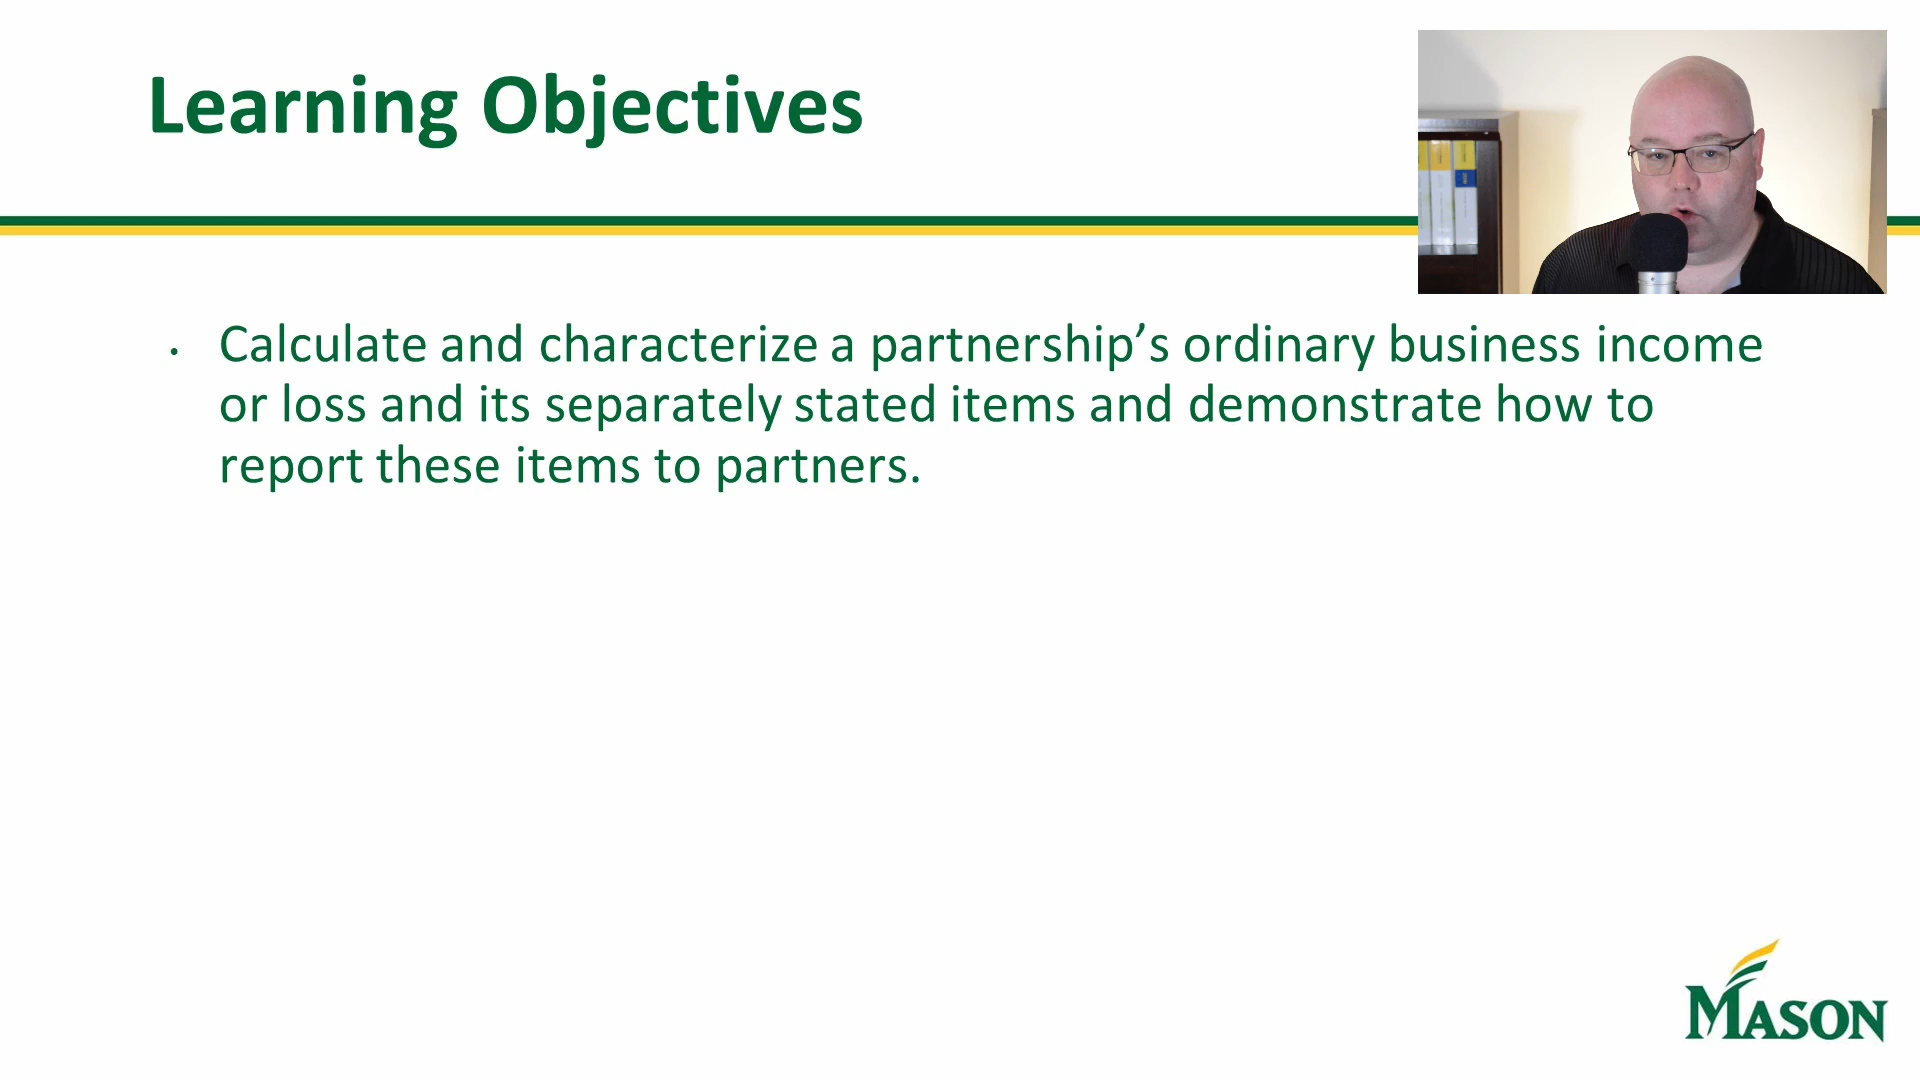 Learning Objectives
• Calculate and characterize a partnership’s ordinary business income
or loss and its separately stated items and demonstrate how to
report these items to partners.
MASON